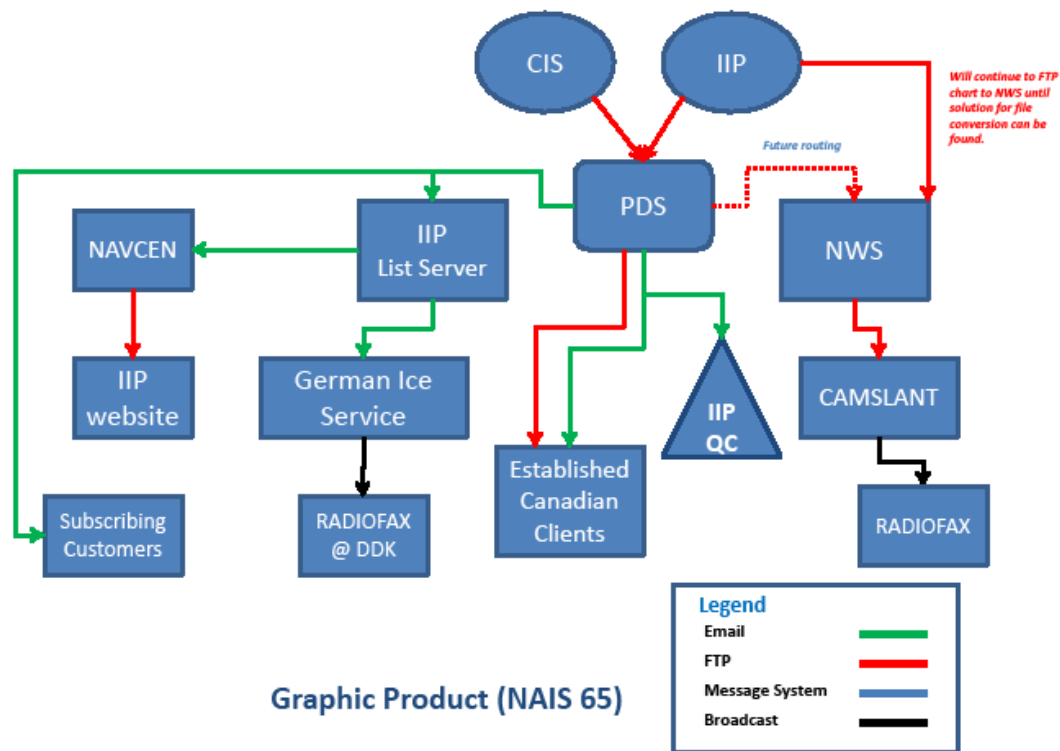 CIS
IIP
Will continue to FTP
chart to NWS until
solution for file
conversion can be
found.
Future routing
PDS
NAVCEN
IIP
List Server
NWS
IIP
website
German Ice
Service
IIP
QC
CAMSLANT
Established
Canadian
Clients
Subscribing
Customers
RADIOFAX
@ DDK
RADIOFAX
Legend
Email
FTP
Message System
Broadcast
Graphic Product (NAIS 65)